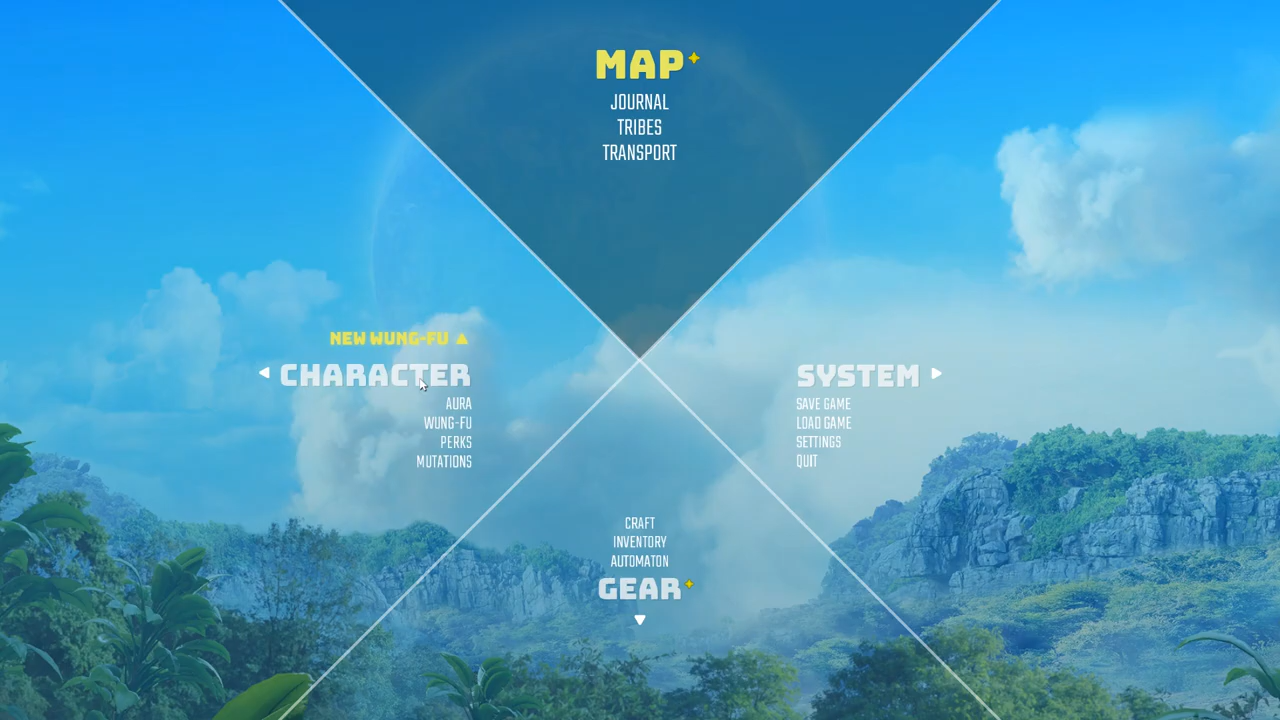 MAP
JOURNAL
TRIBES
TRANSPORT
NEW WUNG-FU
CHARACTER
AURA
WUNG-FU
PERKS
MUTATIONS
SYSTEM
SAVE GAME
LOAD GAME
SETTINGS
QUIT
CRAFT
INVENTORY
AUTOMATON
GEAR